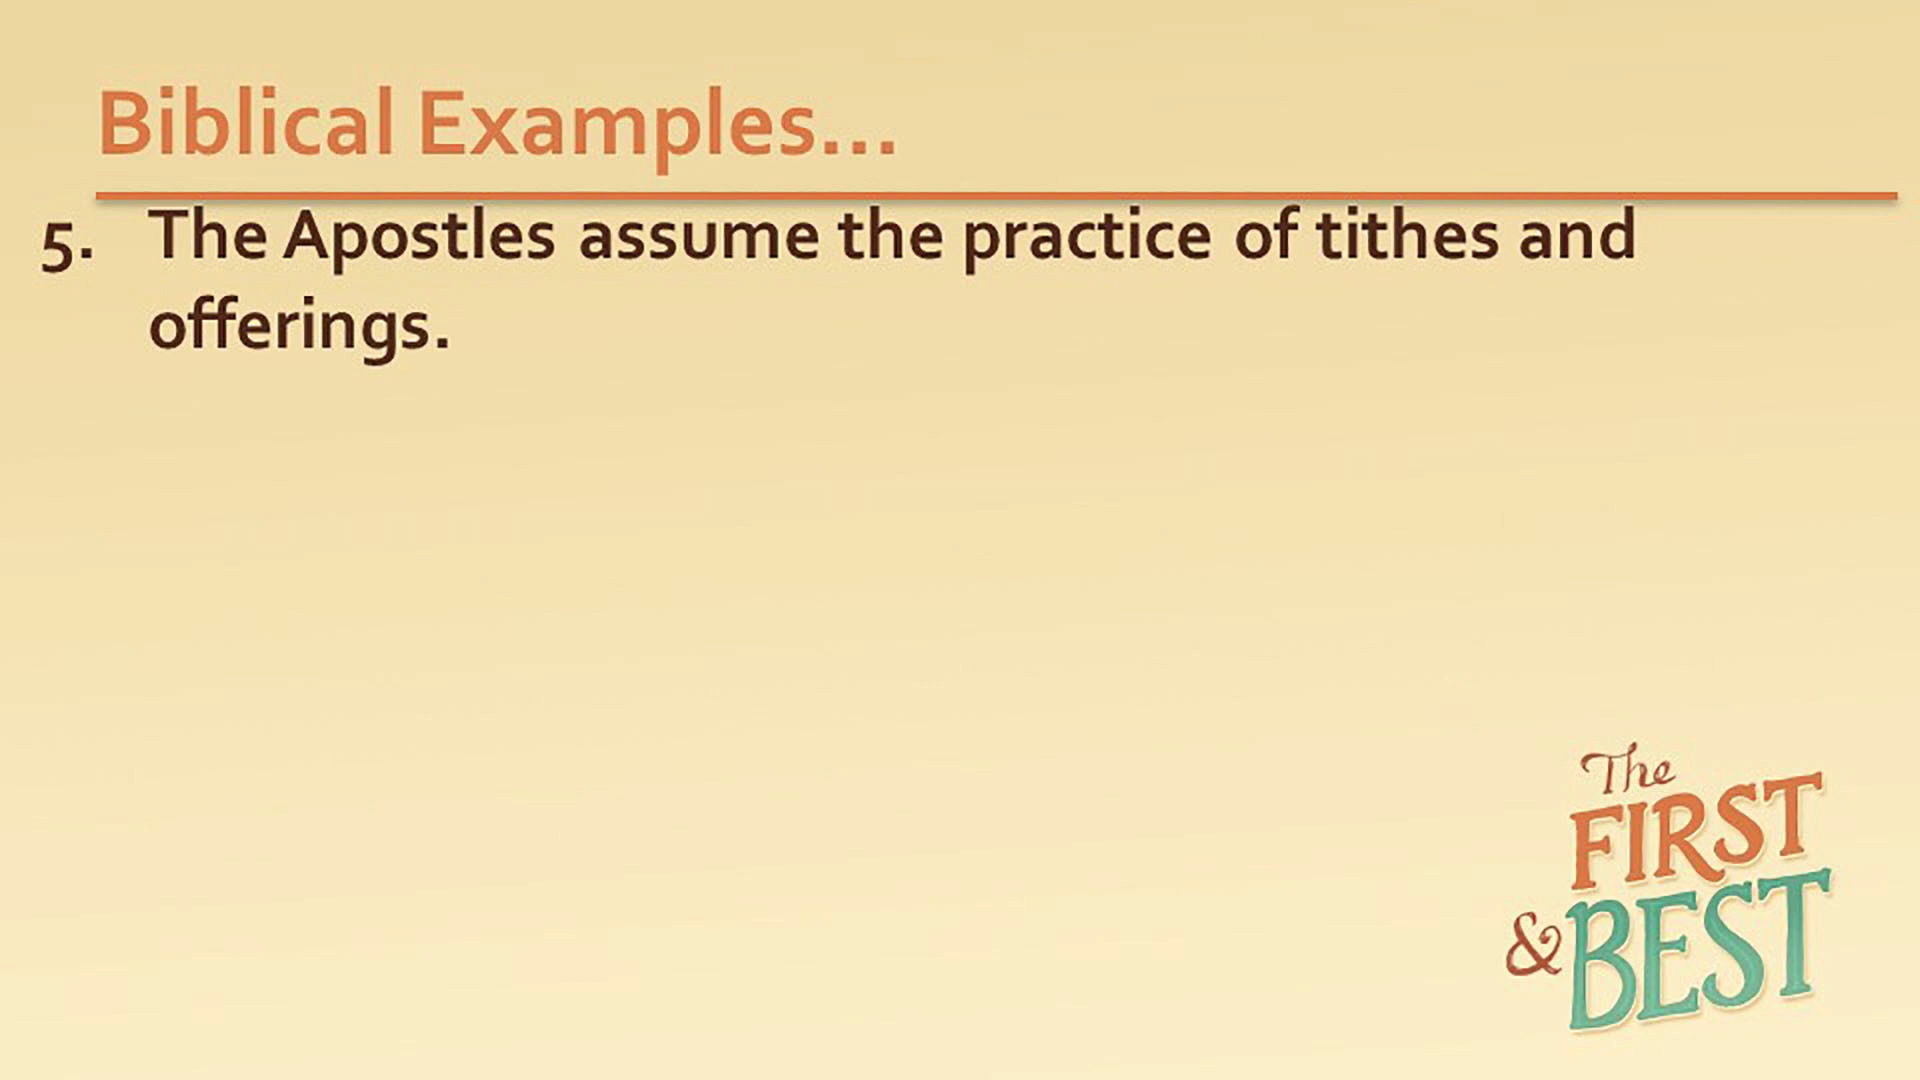 Biblical Examples...
5. The Apostles assume the practice of tithes and
offerings.
The
FIRST
& BEST